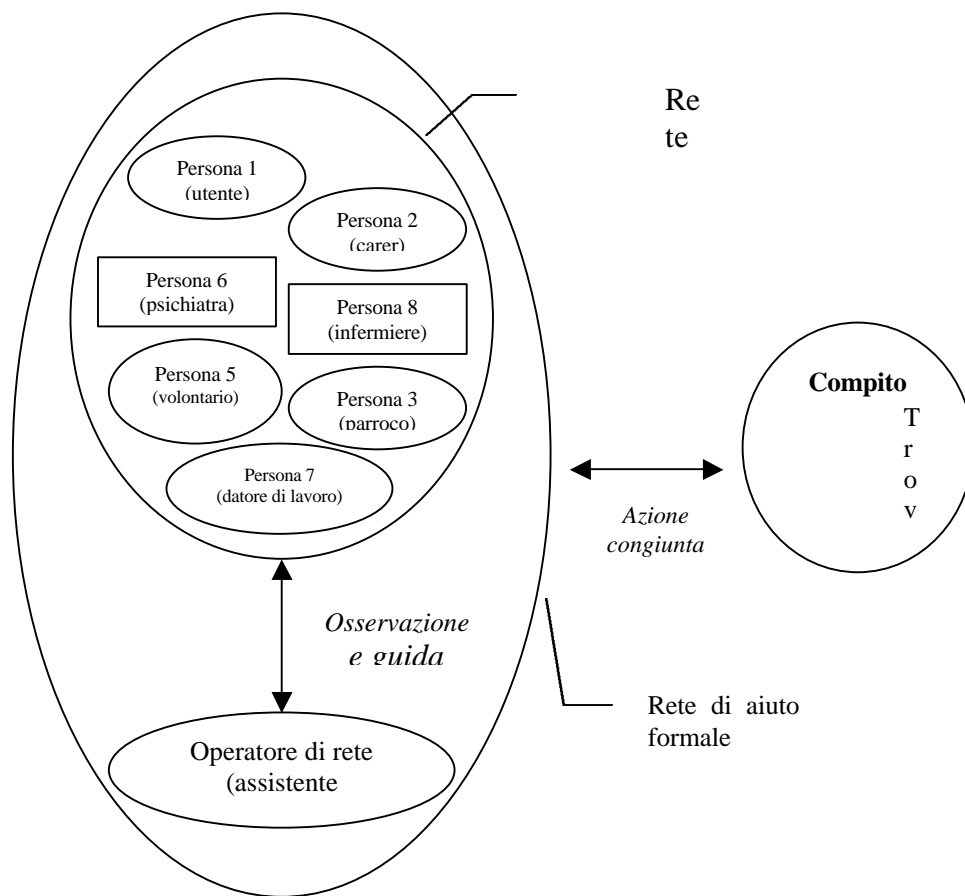 Re
te
Persona 1
(utente)
Persona 2
(carer)
Persona 6
(psichiatra)
Persona 8
(infermiere)
Persona 5
(volontario)
Persona 3
(parroco)
Persona 7
(datore di lavoro)
Compito
T
r
o
v
Azione
congiunta
Osservazione
e guida
Rete di aiuto
formale
Operatore di rete
(assistente